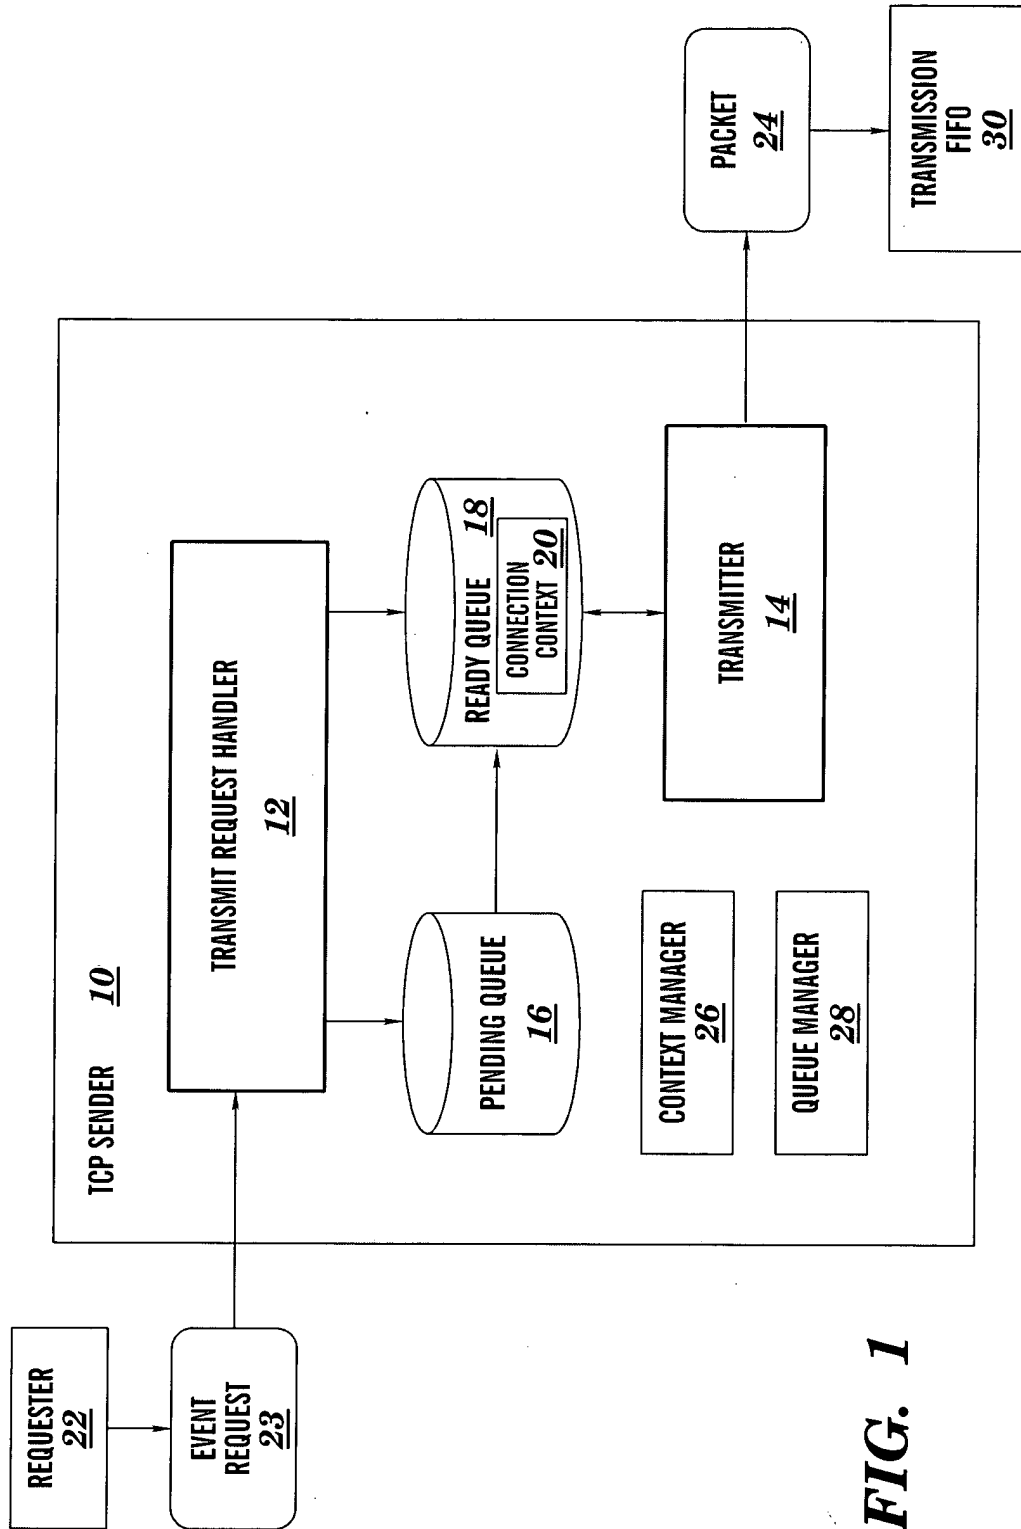 REQUESTER
22
EVENT
REQUEST
23
TCP SENDER 10
TRANSMIT REQUEST HANDLER
12
PENDING QUEUE
16
READY QUEUE 18
CONNECTION
CONTEXT 20
CONTEXT MANAGER
26
QUEUE MANAGER
28
TRANSMITTER
14
PACKET
24
TRANSMISSION
FIFO
30
FIG. 1